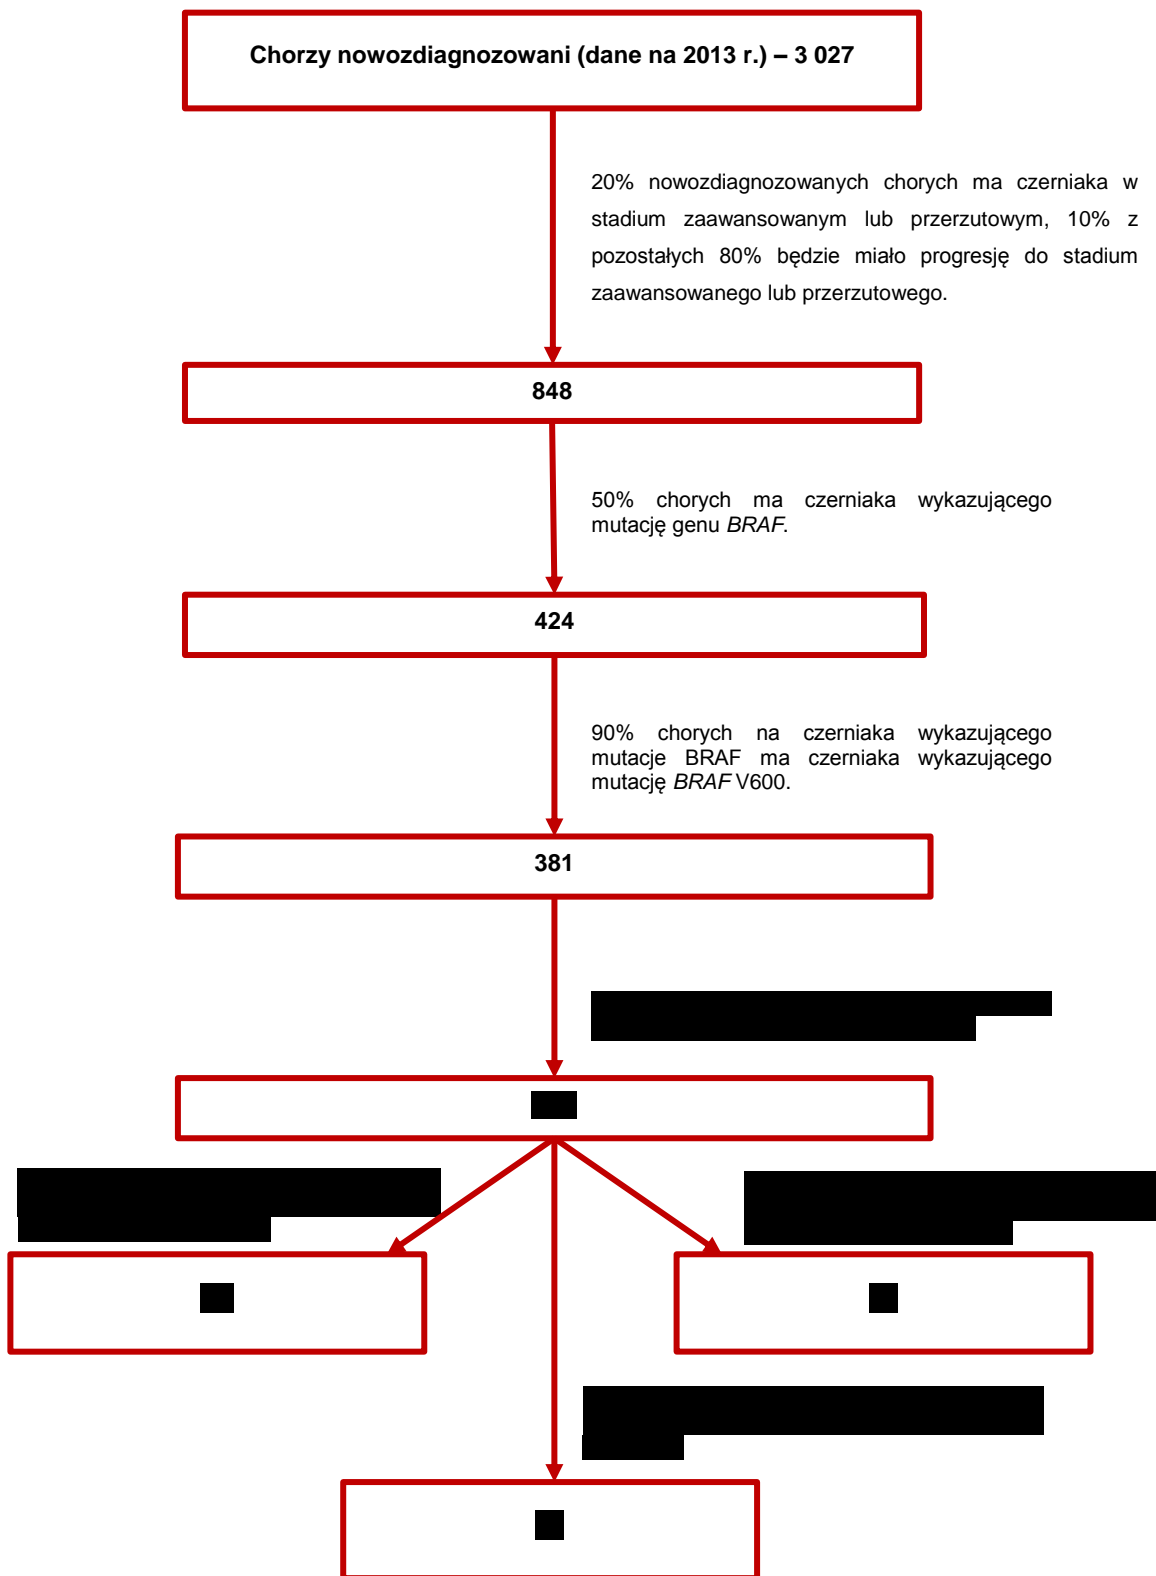 Chorzy nowozdiagnozowani (dane na 2013 r.) – 3 027
20% nowozdiagnozowanych chorych ma czerniaka w
stadium zaawansowanym lub przerzutowym, 10% z
pozostałych 80% będzie miało progresję do stadium
zaawansowanego lub przerzutowego.
848
50% chorych ma czerniaka wykazującego
mutację genu BRAF.
424
90% chorych na czerniaka wykazującego
mutacje BRAF ma czerniaka wykazującego
mutację BRAF V600.
381